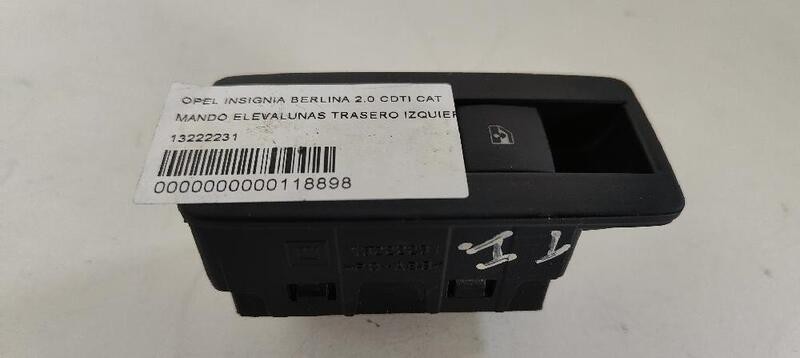 OPEL INSIGNIA BERLINA 2.0 CDTI CAT
MANDO ELEVALUNAS TRASERO IZQUIER
13222231
0000000000118898